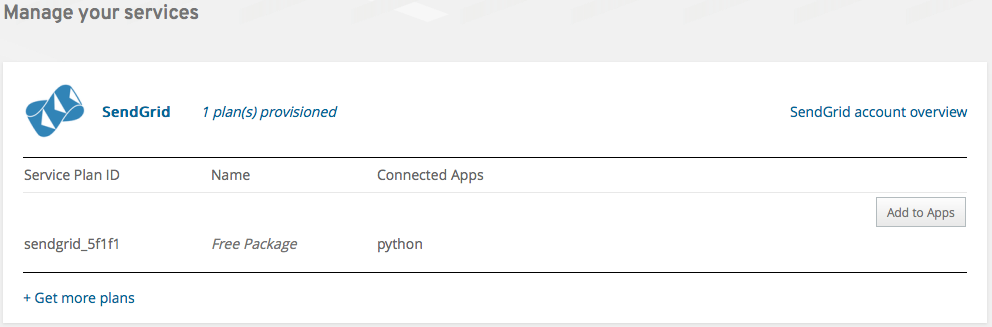 Manage your services
SendGrid 1 plan(s) provisioned SendGrid account overview
Service Plan ID Name Connected Apps
Add to Apps
sendgrid_5f1f1 Free Package python
+ Get more plans